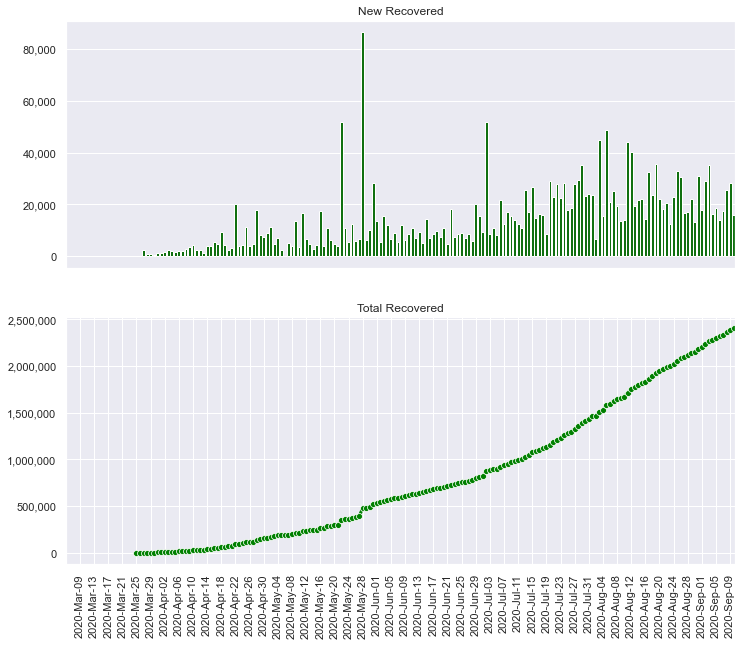 New Recovered
80,000
60,000
40,000
20,000
0
Total Recovered
2,500,000
2,000,000
1,500,000
1,000,000
500,000
0
2020-Mar-09
2020-Mar-13
2020-Mar-17
2020-Mar-21
2020-Mar-25
2020-Mar-29
2020-Apr-02
2020-Apr-06
2020-Apr-10
2020-Apr-14
2020-Apr-18
2020-Apr-22
2020-Apr-26
2020-Apr-30
2020-May-04
2020-May-08
2020-May-12
2020-May-16
2020-May-20
2020-May-24
2020-May-28
2020-Jun-01
2020-Jun-05
2020-Jun-09
2020-Jun-13
2020-Jun-17
2020-Jun-21
2020-Jun-25
2020-Jun-29
2020-Jul-03
2020-Jul-07
2020-Jul-11
2020-Jul-15
2020-Jul-19
2020-Jul-23
2020-Jul-27
2020-Jul-31
2020-Aug-04
2020-Aug-08
2020-Aug-12
2020-Aug-16
2020-Aug-20
2020-Aug-24
2020-Aug-28
2020-Sep-01
2020-Sep-05
2020-Sep-09